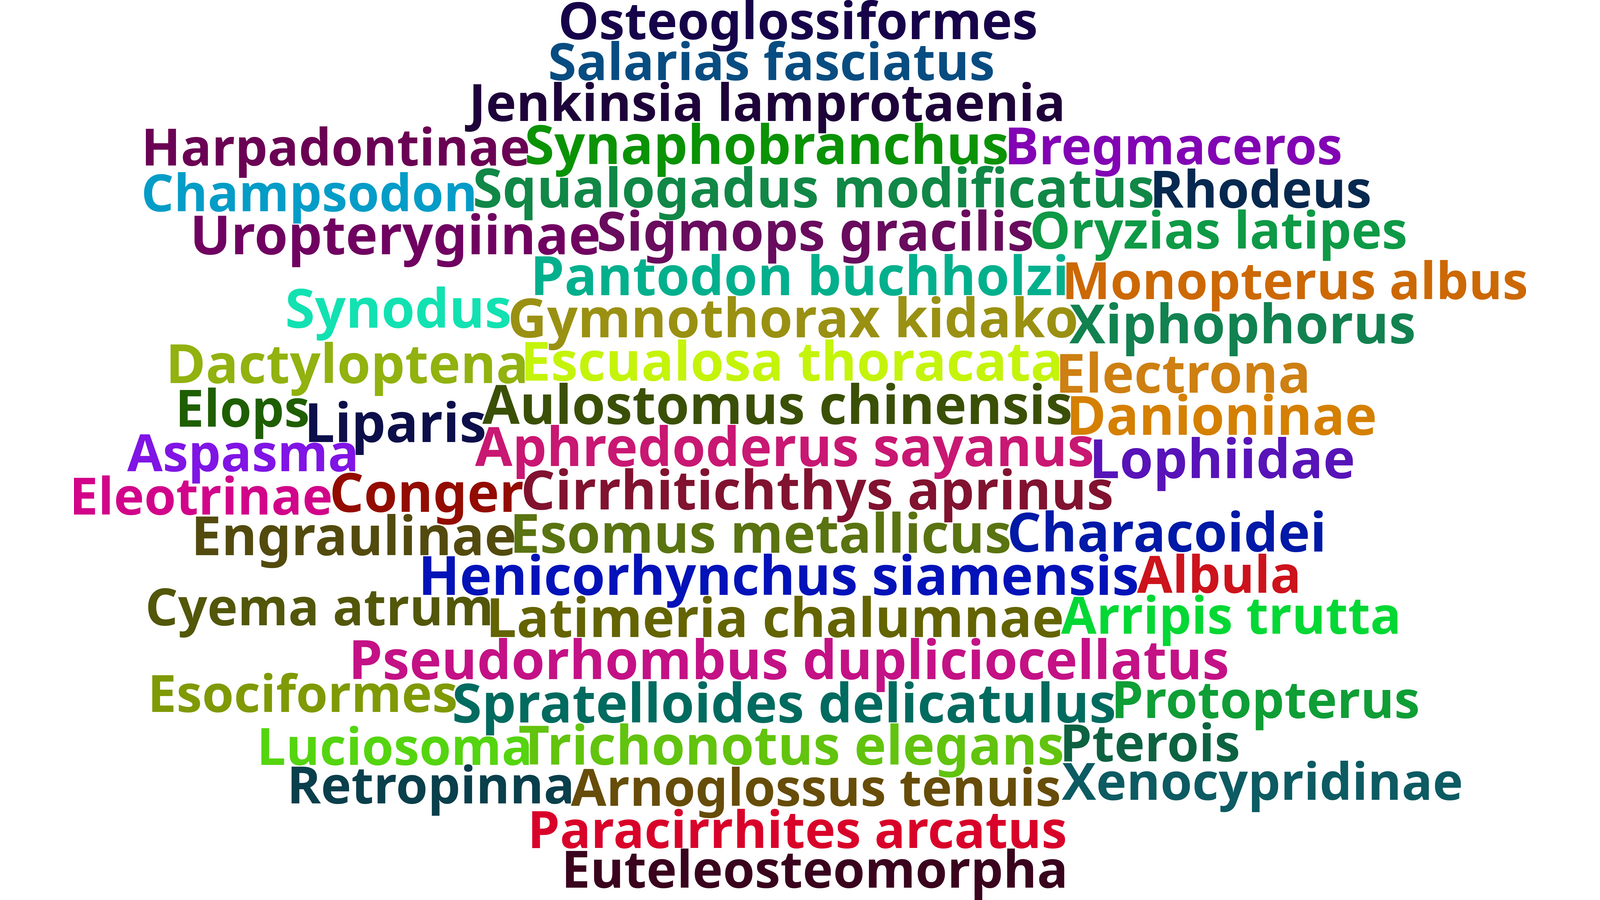 Osteoglossiformes
Salarias fasciatus
Jenkinsia lamprotaenia
Harpadontinae Synaphobranchus Bregmaceros
Champsodon Squalogadus modificatus Rhodeus
Uropterygiinae Sigmops gracilis Oryzias latipes
Pantodon buchholzi Monopterus albus
Synodus Gymnothorax kidako Xiphophorus
Dactyloptena Escualosa thoracata Electrona
Elops Liparis Aulostomus chinensis Danioninae
Aspasma Aphredoderus sayanus Lophiidae
Eleotrinae Conger Cirrhitichthys aprinus
Engraulinae Esomus metallicus Characoidei
Henicorhynchus siamensis Albula
Cyema atrum Latimeria chalumnae Arripis trutta
Pseudorhombus dupliciocellatus
Esociformes Spratelloides delicatulus Protopterus
Luciosoma Trichonotus elegans Pterois
Retropinna Arnoglossus tenuis Xenocypridinae
Paracirrhites arcatus
Euteleosteomorpha